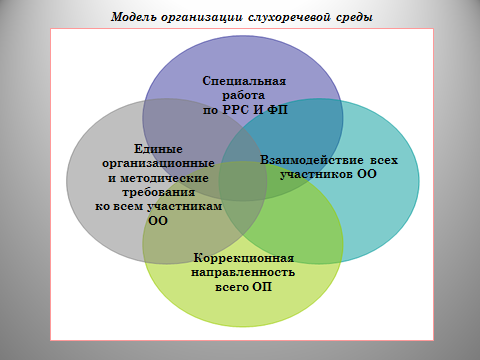 Модель организации слухоречевой среды
Специальная
работа
по РРС И ФП
Единые
организационные
и методические
требования
ко всем участникам
ОО
Взаимодействие всех
участников ОО
Коррекционная
направленность
всего ОП